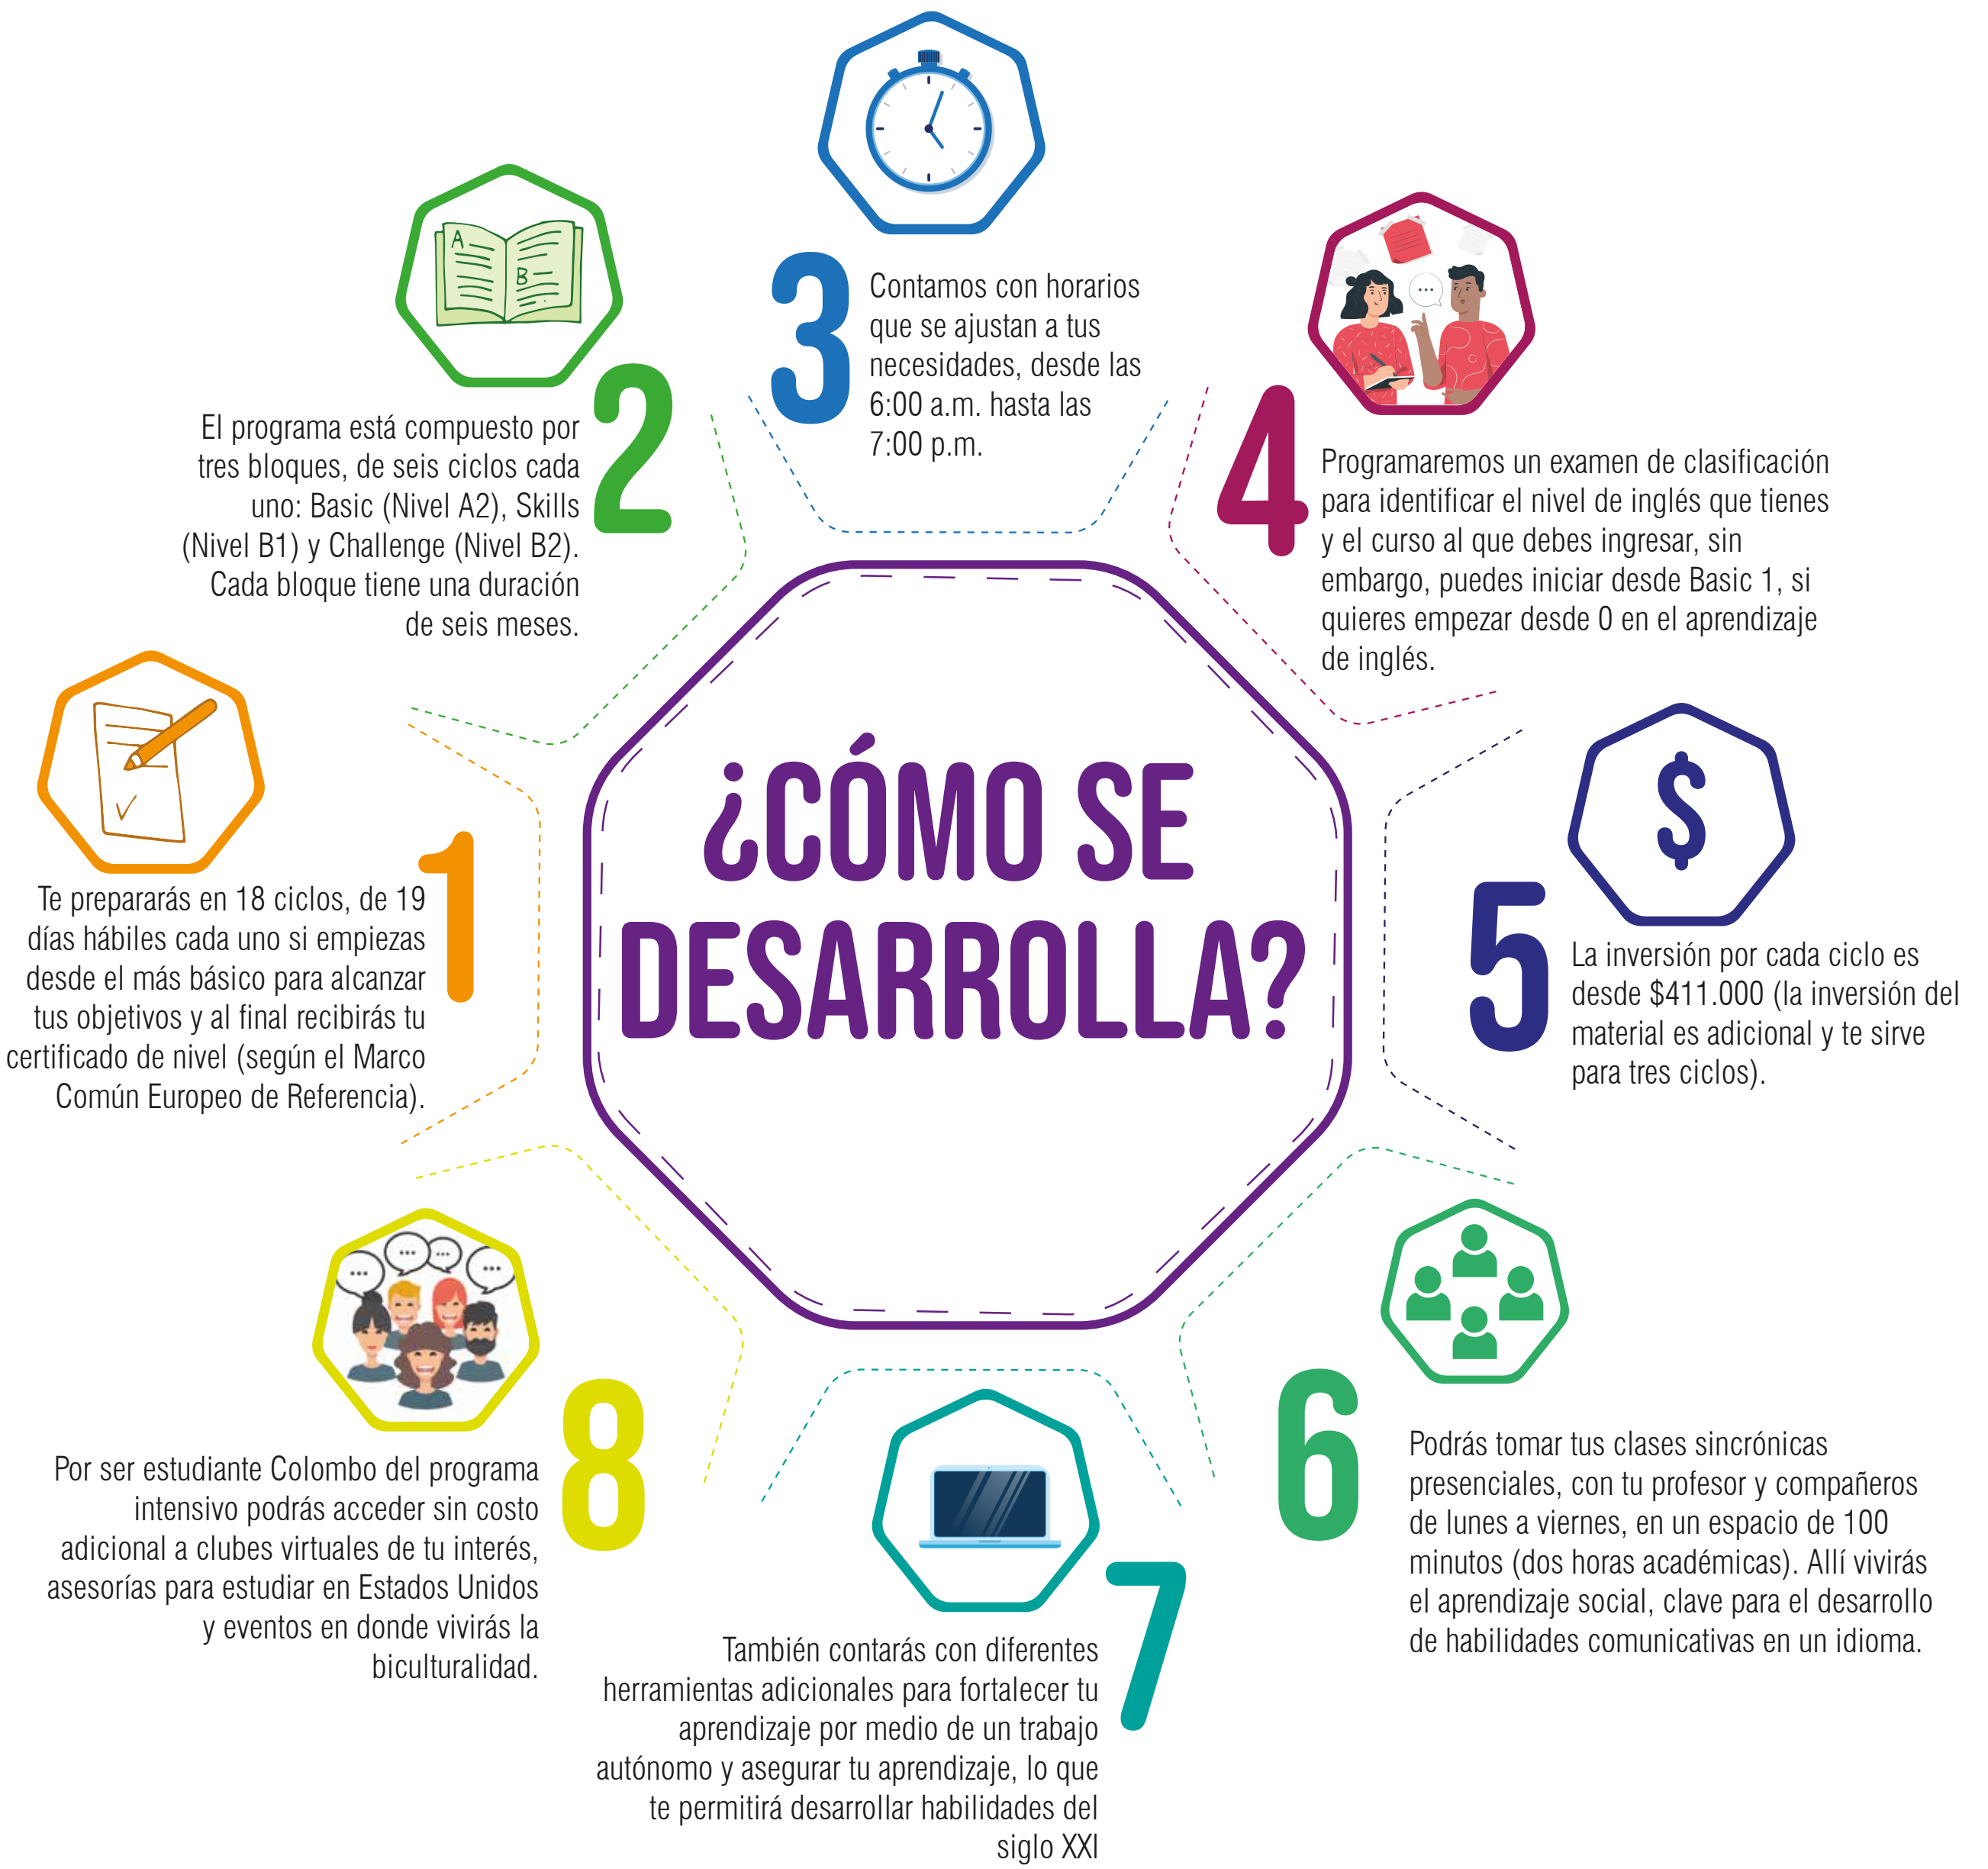 ¿CÓMO SE
DESARROLLA?
1
Te prepararás en 18 ciclos, de 19
días hábiles cada uno si empiezas
desde el más básico para alcanzar
tus objetivos y al final recibirás tu
certificado de nivel (según el Marco
Común Europeo de Referencia).
A
B
2
El programa está compuesto por
tres bloques, de seis ciclos cada
uno: Basic (Nivel A2), Skills
(Nivel B1) y Challenge (Nivel B2).
Cada bloque tiene una duración
de seis meses.
3
Contamos con horarios
que se ajustan a tus
necesidades, desde las
6:00 a.m. hasta las
7:00 p.m.
4
Programaremos un examen de clasificación
para identificar el nivel de inglés que tienes
y el curso al que debes ingresar, sin
embargo, puedes iniciar desde Basic 1, si
quieres empezar desde 0 en el aprendizaje
de inglés.
$
5
La inversión por cada ciclo es
desde $411.000 (la inversión del
material es adicional y te sirve
para tres ciclos).
6
Podrás tomar tus clases sincrónicas
presenciales, con tu profesor y compañeros
de lunes a viernes, en un espacio de 100
minutos (dos horas académicas). Allí vivirás
el aprendizaje social, clave para el desarrollo
de habilidades comunicativas en un idioma.
7
También contarás con diferentes
herramientas adicionales para fortalecer tu
aprendizaje por medio de un trabajo
autónomo y asegurar tu aprendizaje, lo que
te permitirá desarrollar habilidades del
siglo XXI
8
Por ser estudiante Colombo del programa
intensivo podrás acceder sin costo
adicional a clubes virtuales de tu interés,
asesorías para estudiar en Estados Unidos
y eventos en donde vivirás la
biculturalidad.